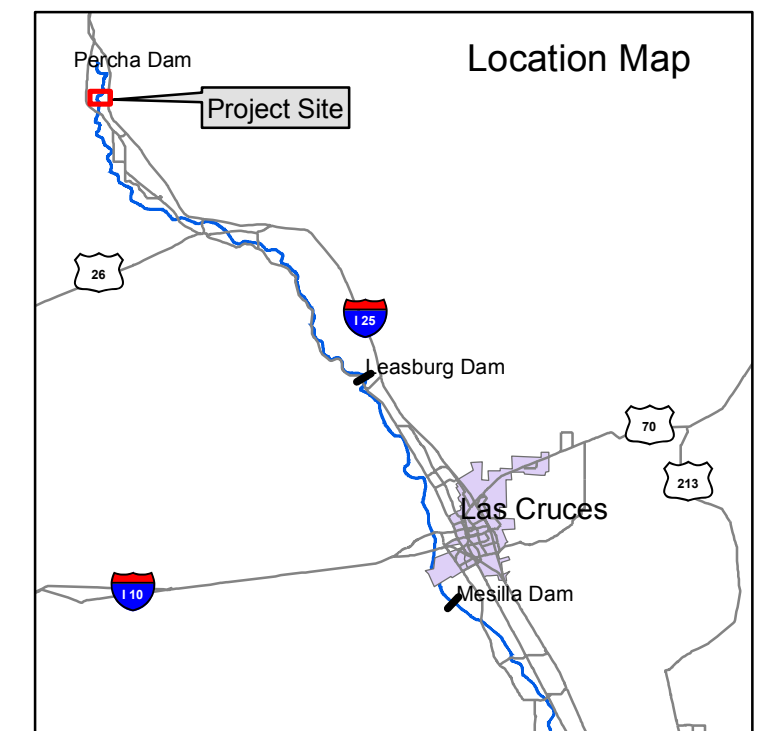 Location Map
Percha Dam
Project Site
26
I 25
Leasburg Dam
70
213
Las Cruces
I 10
Mesilla Dam